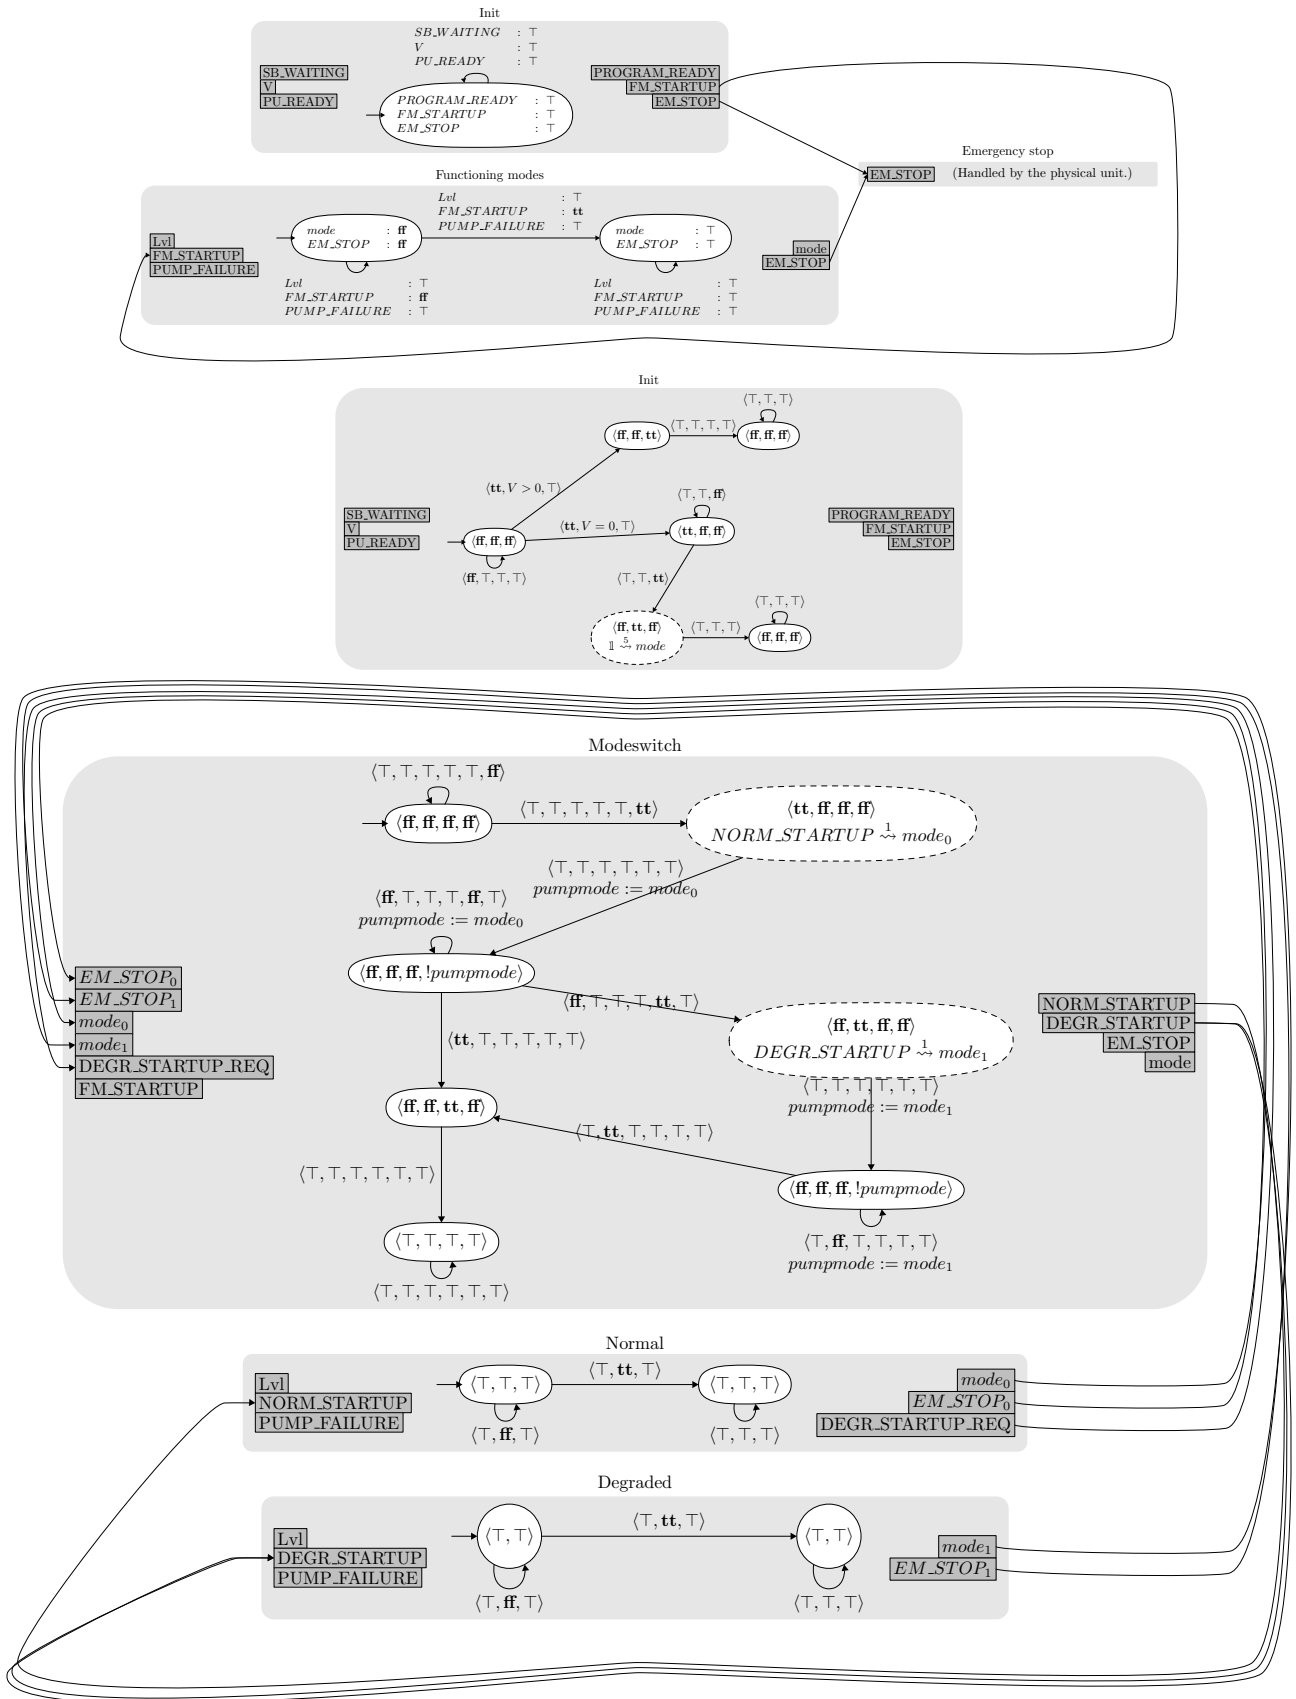 Init
SB_WAITING : ⊤
V : ⊤
PU_READY : ⊤
SB_WAITING
V
PU_READY
PROGRAM_READY : ⊤
FM_STARTUP : ⊤
EM_STOP : ⊤
PROGRAM_READY
FM_STARTUP
EM_STOP
Emergency stop
EM_STOP (Handled by the physical unit.)
Functioning modes
Lvl : ⊤
FM_STARTUP : tt
PUMP_FAILURE : ⊤
Lvl
FM_STARTUP
PUMP_FAILURE
mode : ff
EM_STOP : ff
mode : ⊤
EM_STOP : ⊤
mode
EM_STOP
Lvl : ⊤
FM_STARTUP : ff
PUMP_FAILURE : ⊤
Lvl : ⊤
FM_STARTUP : ⊤
PUMP_FAILURE : ⊤
Init
⟨⊤, ⊤, ⊤⟩
⟨ff, ff, tt⟩
⟨⊤, ⊤, ⊤, ⊤⟩
⟨ff, ff, ff⟩
⟨tt, V > 0, ⊤⟩
⟨⊤, ⊤, ff⟩
SB_WAITING
V
PU_READY
⟨ff, ff, ff⟩
⟨tt, V = 0, ⊤⟩
⟨tt, ff, ff⟩
PROGRAM_READY
FM_STARTUP
EM_STOP
⟨ff, ⊤, ⊤, ⊤⟩
⟨⊤, ⊤, tt⟩
⟨⊤, ⊤, ⊤⟩
⟨ff, tt, ff⟩
𝟙 ⇝5 mode
⟨⊤, ⊤, ⊤⟩
⟨ff, ff, ff⟩
Modeswitch
⟨⊤, ⊤, ⊤, ⊤, ⊤, ff⟩
⟨ff, ff, ff, ff⟩
⟨⊤, ⊤, ⊤, ⊤, ⊤, tt⟩
⟨tt, ff, ff, ff⟩
NORM_STARTUP ⇝1 mode₀
⟨⊤, ⊤, ⊤, ⊤, ⊤, ⊤⟩
pumpmode := mode₀
⟨ff, ⊤, ⊤, ⊤, ff, ⊤⟩
pumpmode := mode₀
⟨ff, ff, ff, !pumpmode⟩
EM_STOP₀
EM_STOP₁
mode₀
mode₁
DEGR_STARTUP_REQ
FM_STARTUP
⟨ff, ⊤, ⊤, ⊤, tt, ⊤⟩
⟨ff, tt, ff, ff⟩
DEGR_STARTUP ⇝1 mode₁
NORM_STARTUP
DEGR_STARTUP
EM_STOP
mode
⟨tt, ⊤, ⊤, ⊤, ⊤, ⊤⟩
⟨⊤, ⊤, ⊤, ⊤, ⊤, ⊤⟩
pumpmode := mode₁
⟨ff, ff, tt, ff⟩
⟨⊤, tt, ⊤, ⊤, ⊤, ⊤⟩
⟨⊤, ⊤, ⊤, ⊤, ⊤, ⊤⟩
⟨ff, ff, ff, !pumpmode⟩
⟨⊤, ⊤, ⊤, ⊤⟩
⟨⊤, ff, ⊤, ⊤, ⊤, ⊤⟩
pumpmode := mode₁
⟨⊤, ⊤, ⊤, ⊤, ⊤, ⊤⟩
Normal
Lvl
NORM_STARTUP
PUMP_FAILURE
⟨⊤, ⊤, ⊤⟩
⟨⊤, tt, ⊤⟩
⟨⊤, ⊤, ⊤⟩
mode₀
EM_STOP₀
DEGR_STARTUP_REQ
⟨⊤, ff, ⊤⟩
⟨⊤, ⊤, ⊤⟩
Degraded
Lvl
DEGR_STARTUP
PUMP_FAILURE
⟨⊤, ⊤⟩
⟨⊤, tt, ⊤⟩
⟨⊤, ⊤⟩
mode₁
EM_STOP₁
⟨⊤, ff, ⊤⟩
⟨⊤, ⊤, ⊤⟩